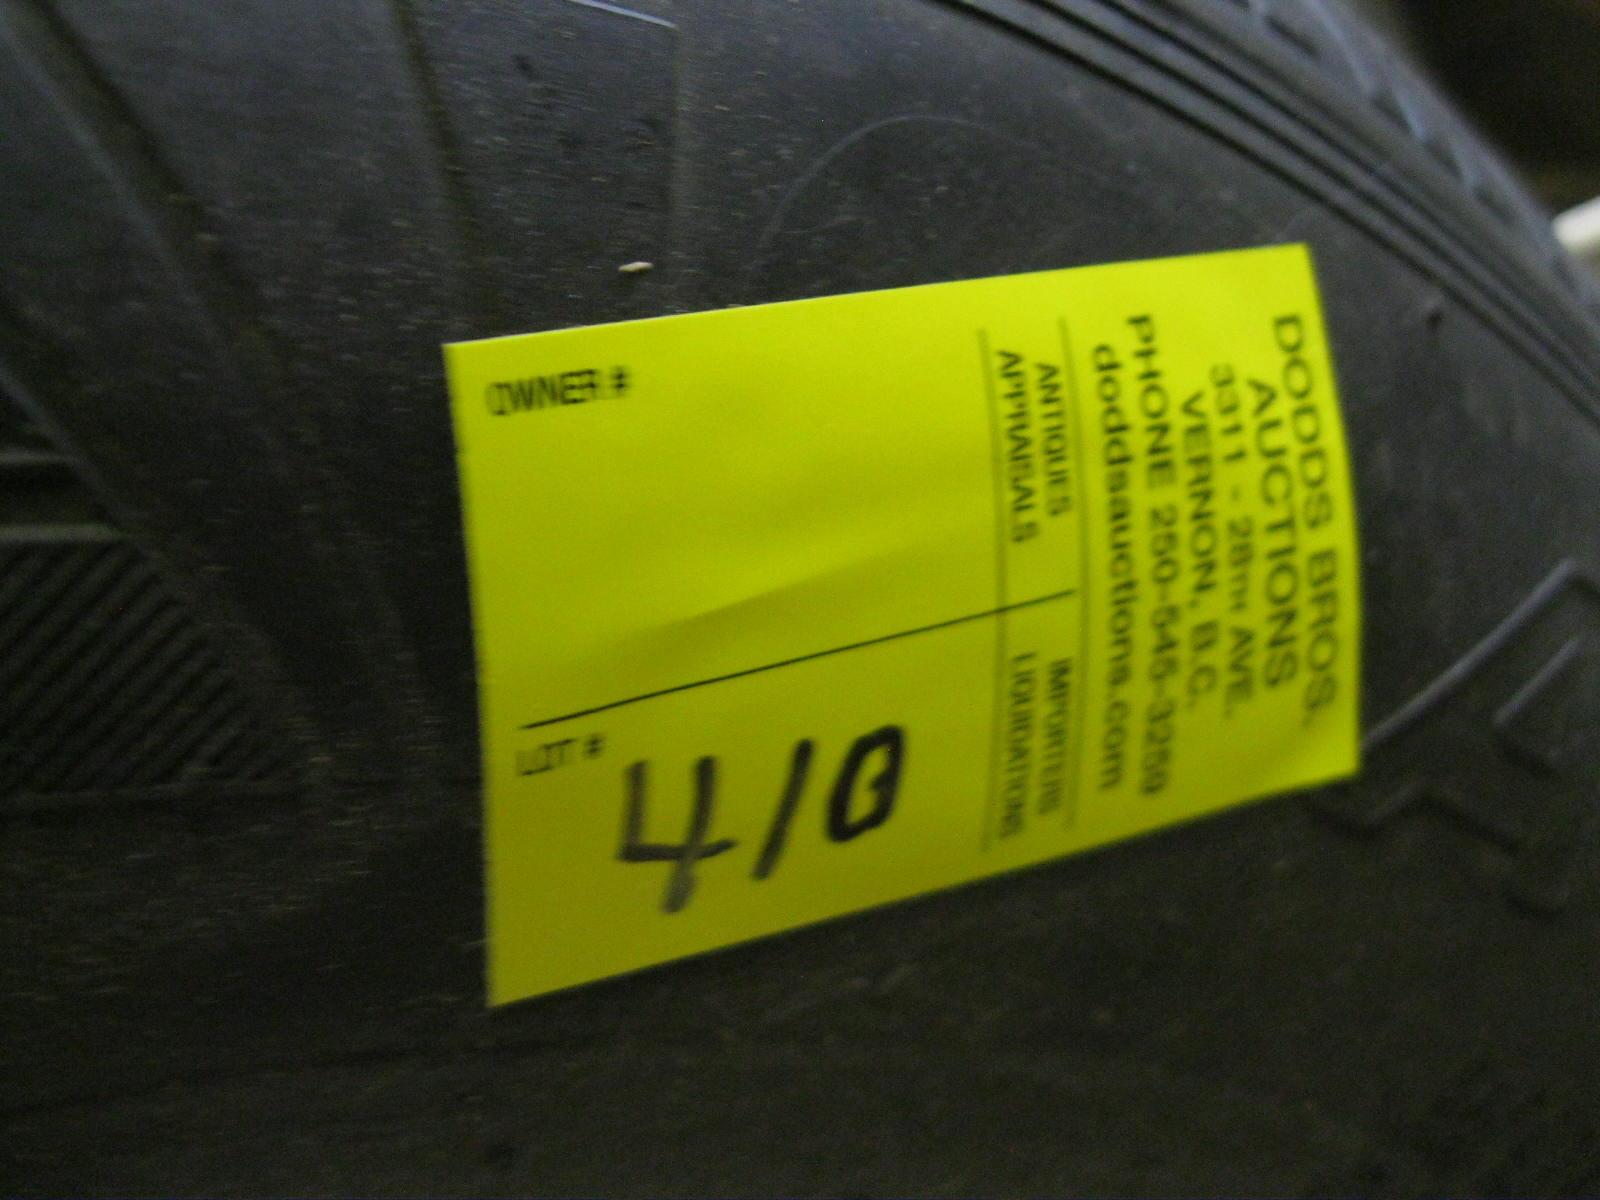 DODDS BROS.
AUCTIONS
3311 - 28TH AVE.
VERNON, B.C.
PHONE 250-545-3259
doddsauctions.com
ANTIQUES IMPORTERS
APPRAISALS LIQUIDATIONS
OWNER #
LOT #
410